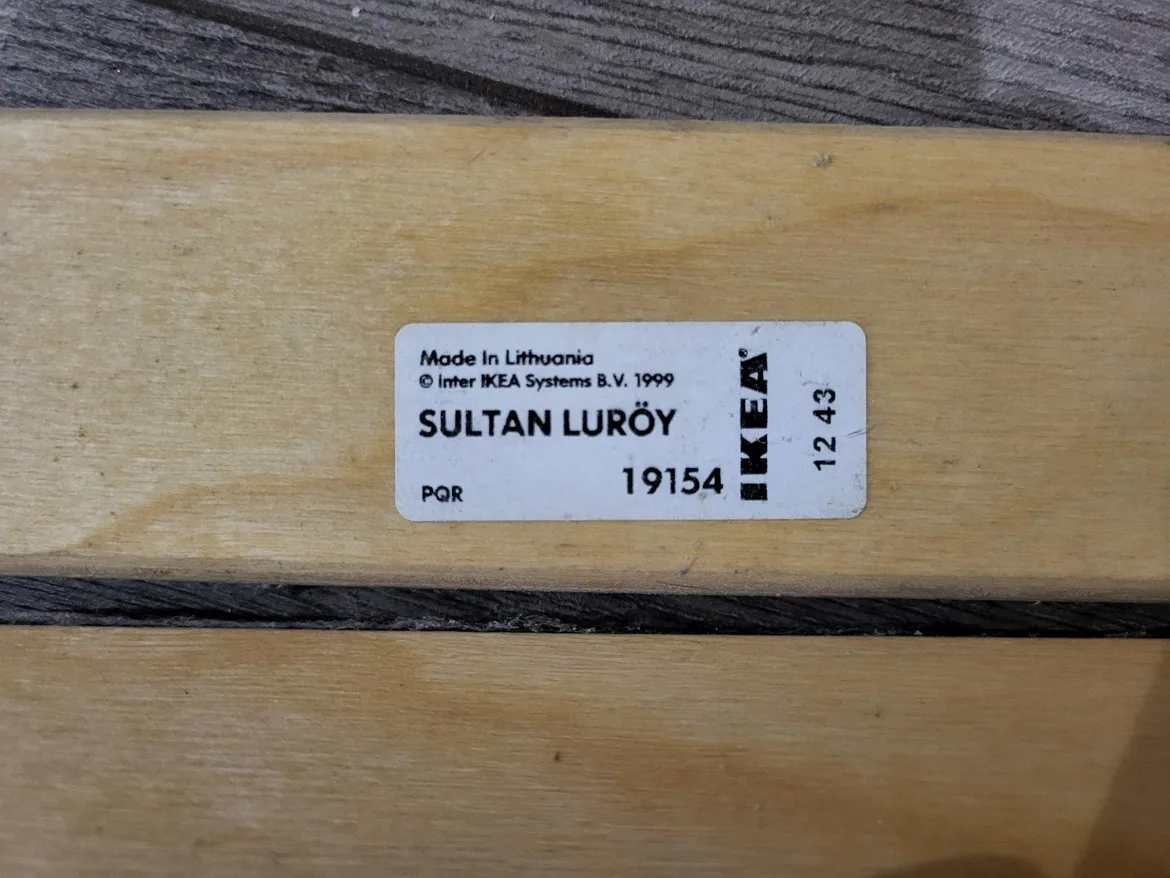 Made in Lithuania
© Inter IKEA Systems B.V. 1999
SULTAN LURÖY
19154
PQR
IKEA®
12 43